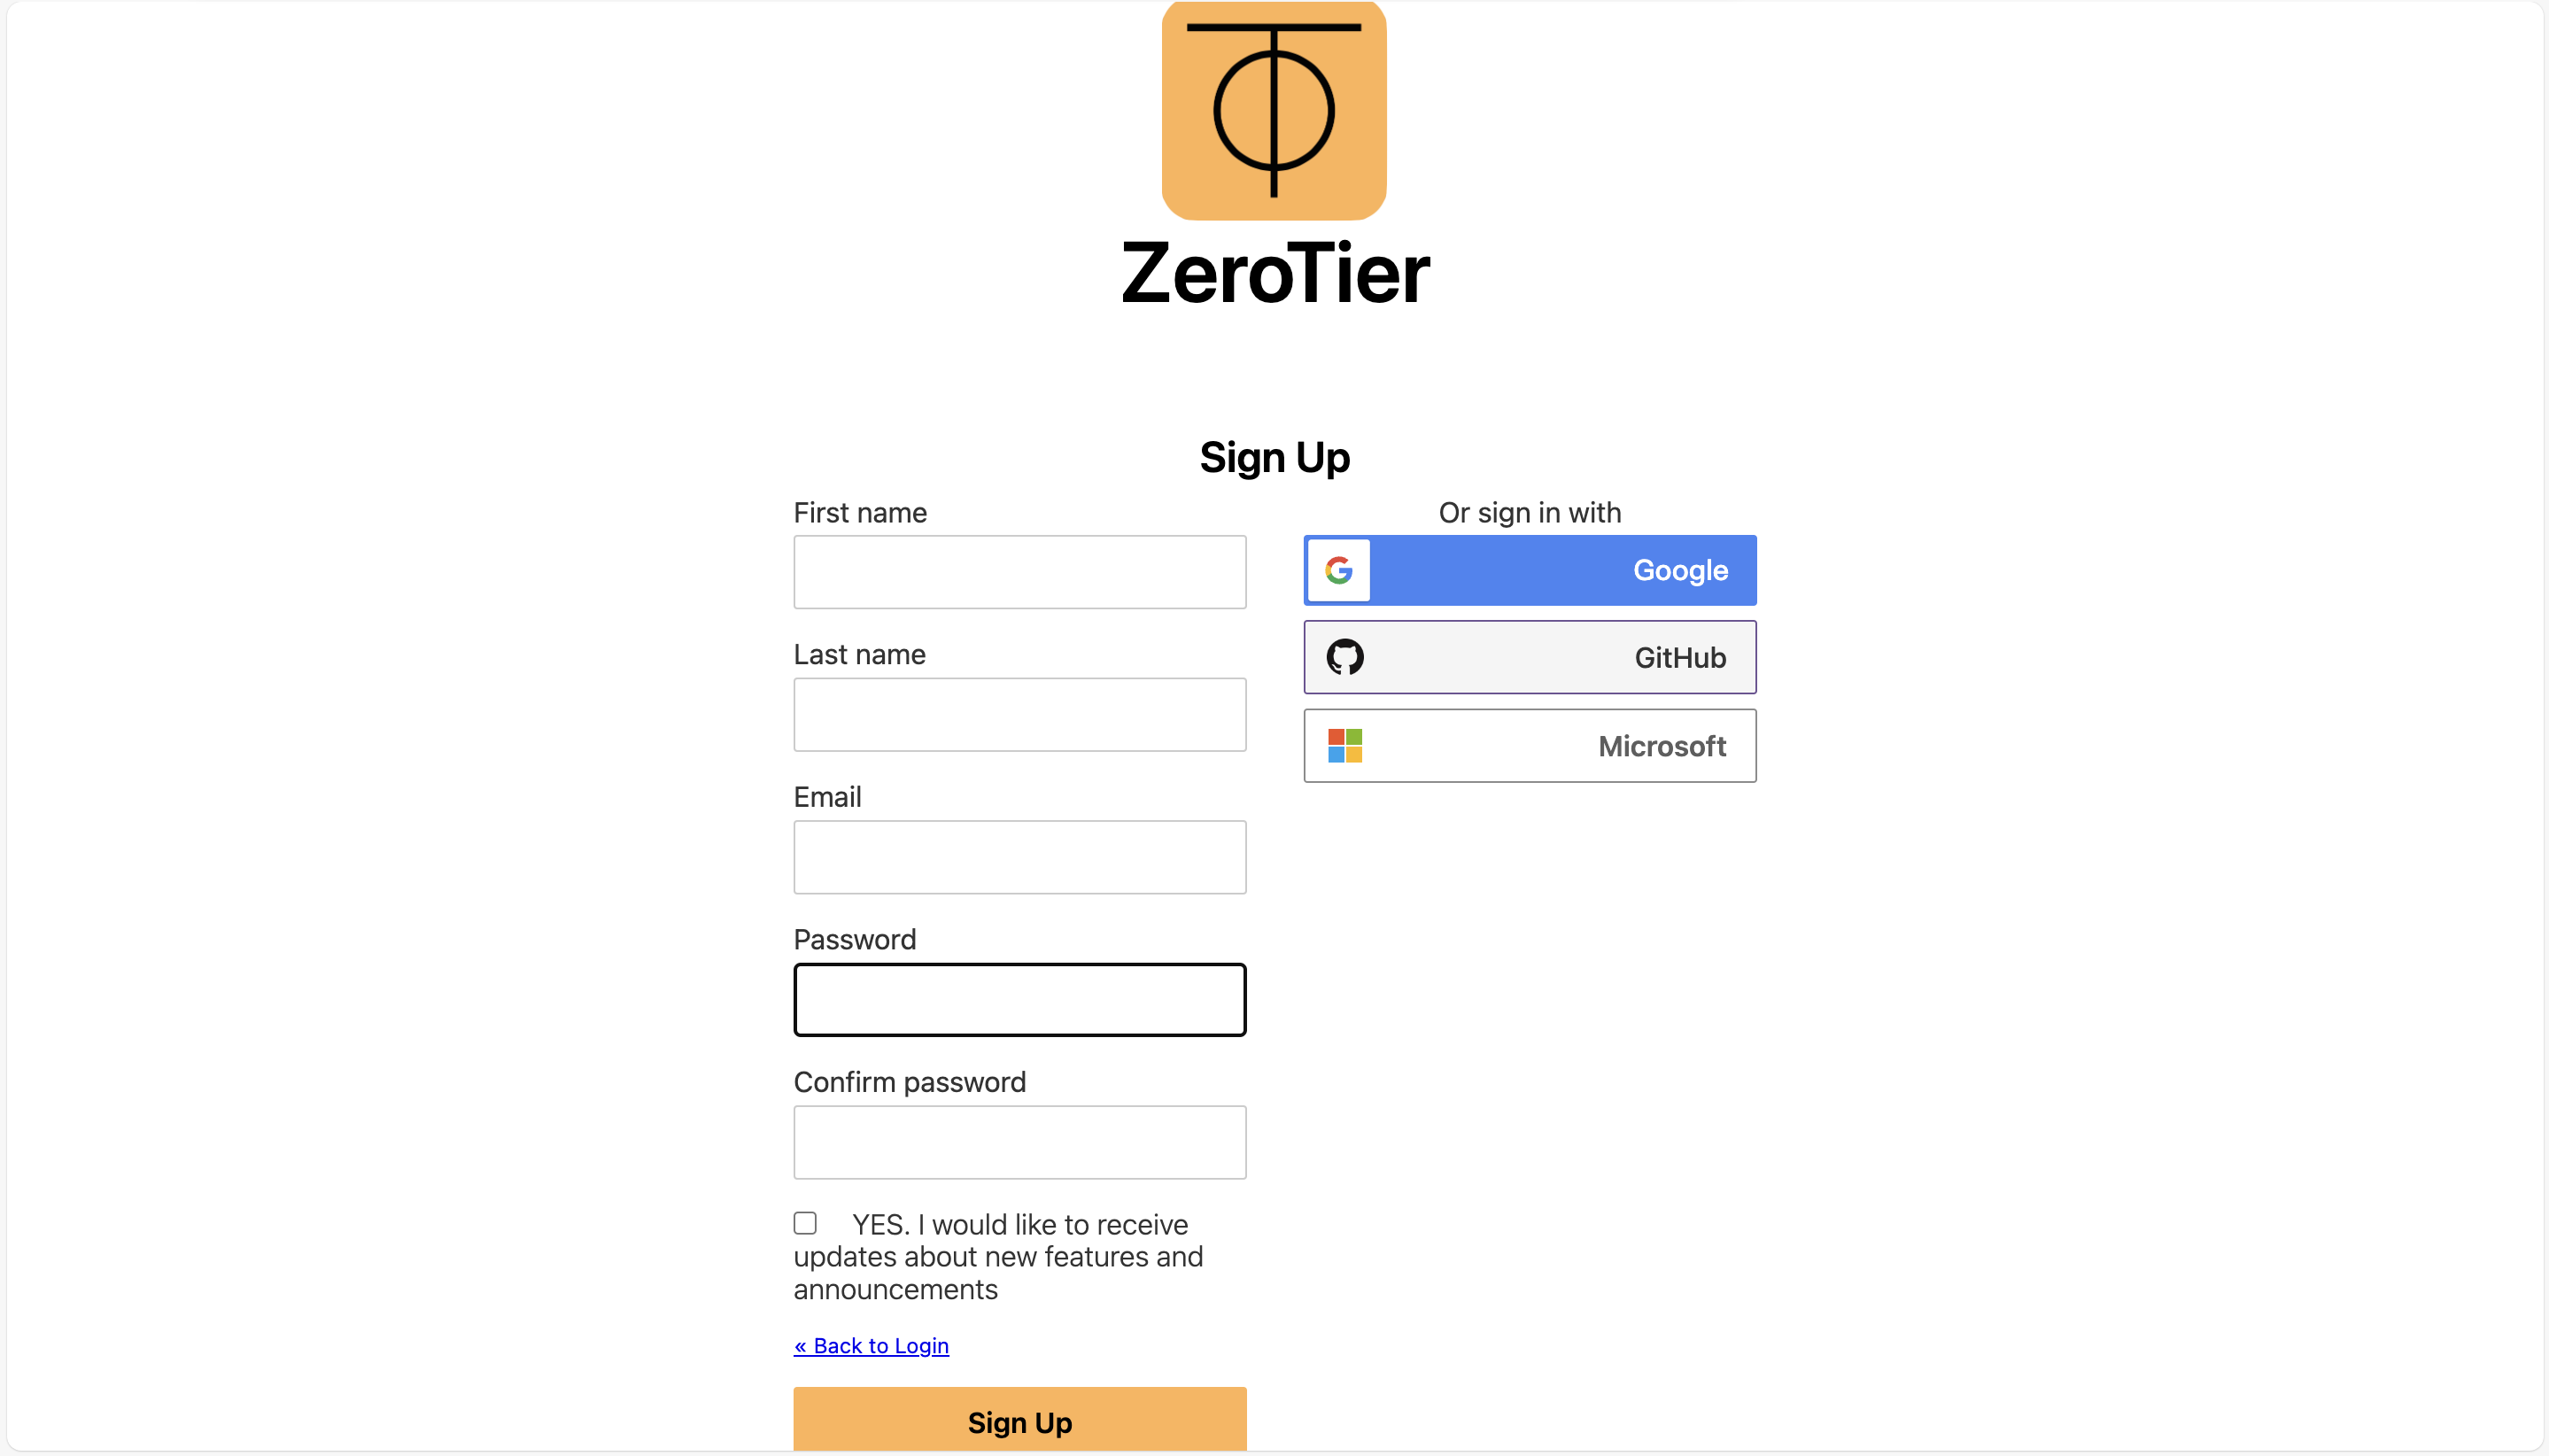 ZeroTier
Sign Up
First name
Or sign in with
Google
GitHub
Last name
Microsoft
Email
Password
Confirm password
YES. I would like to receive
updates about new features and
announcements
« Back to Login
Sign Up